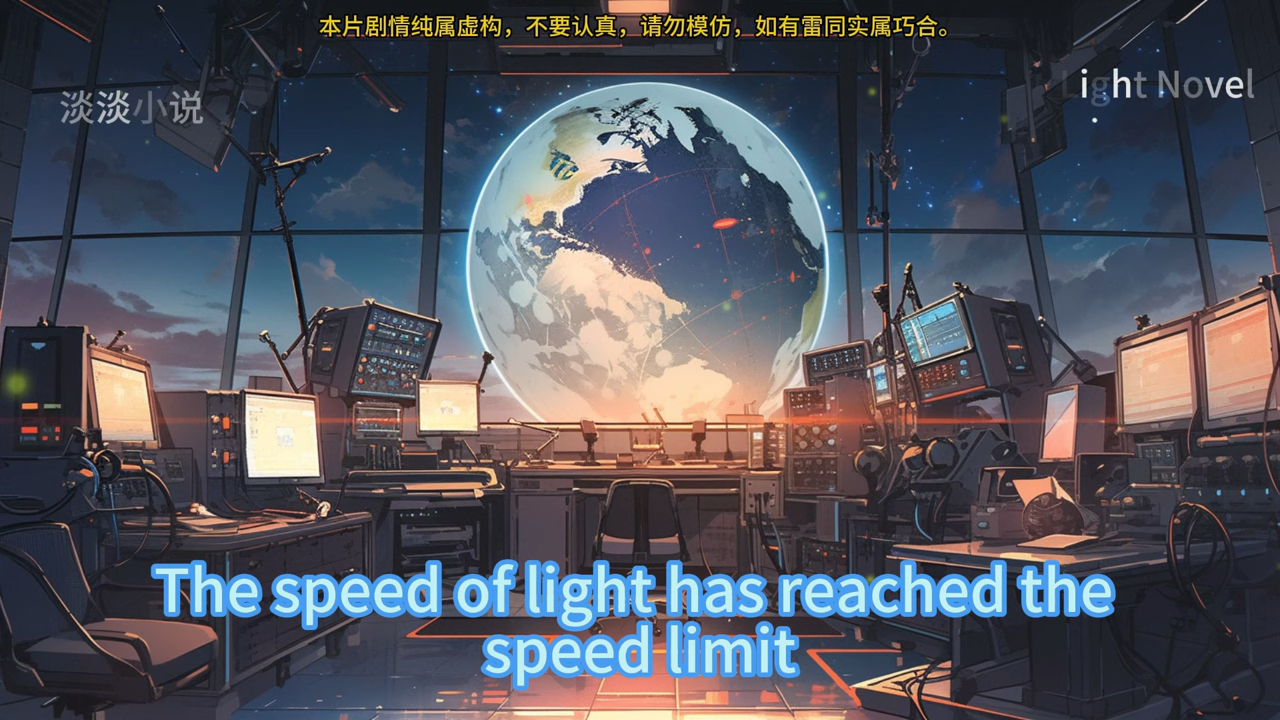 本片剧情纯属虚构，不要认真，请勿模仿，如有雷同实属巧合。
淡淡小说
Light Novel
The speed of light has reached the
speed limit